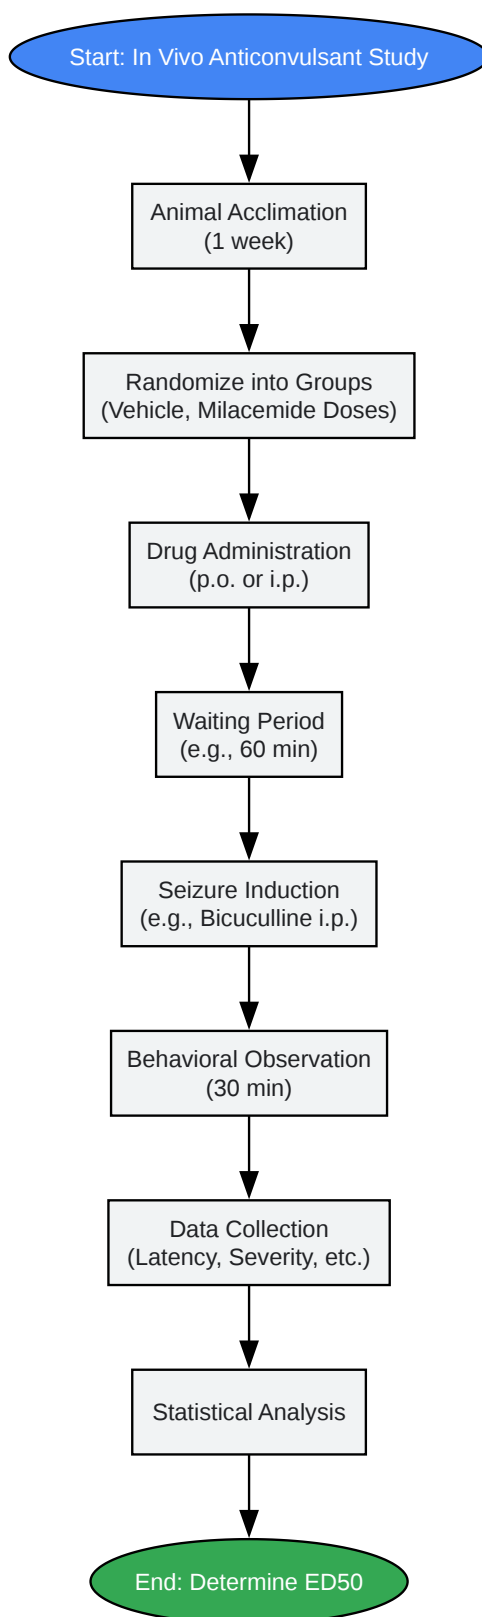 Start: In Vivo Anticonvulsant Study
Animal Acclimation
(1 week)
Randomize into Groups
(Vehicle, Milacemide Doses)
Drug Administration
(p.o. or i.p.)
Waiting Period
(e.g., 60 min)
Seizure Induction
(e.g., Bicuculline i.p.)
Behavioral Observation
(30 min)
Data Collection
(Latency, Severity, etc.)
Statistical Analysis
End: Determine ED50